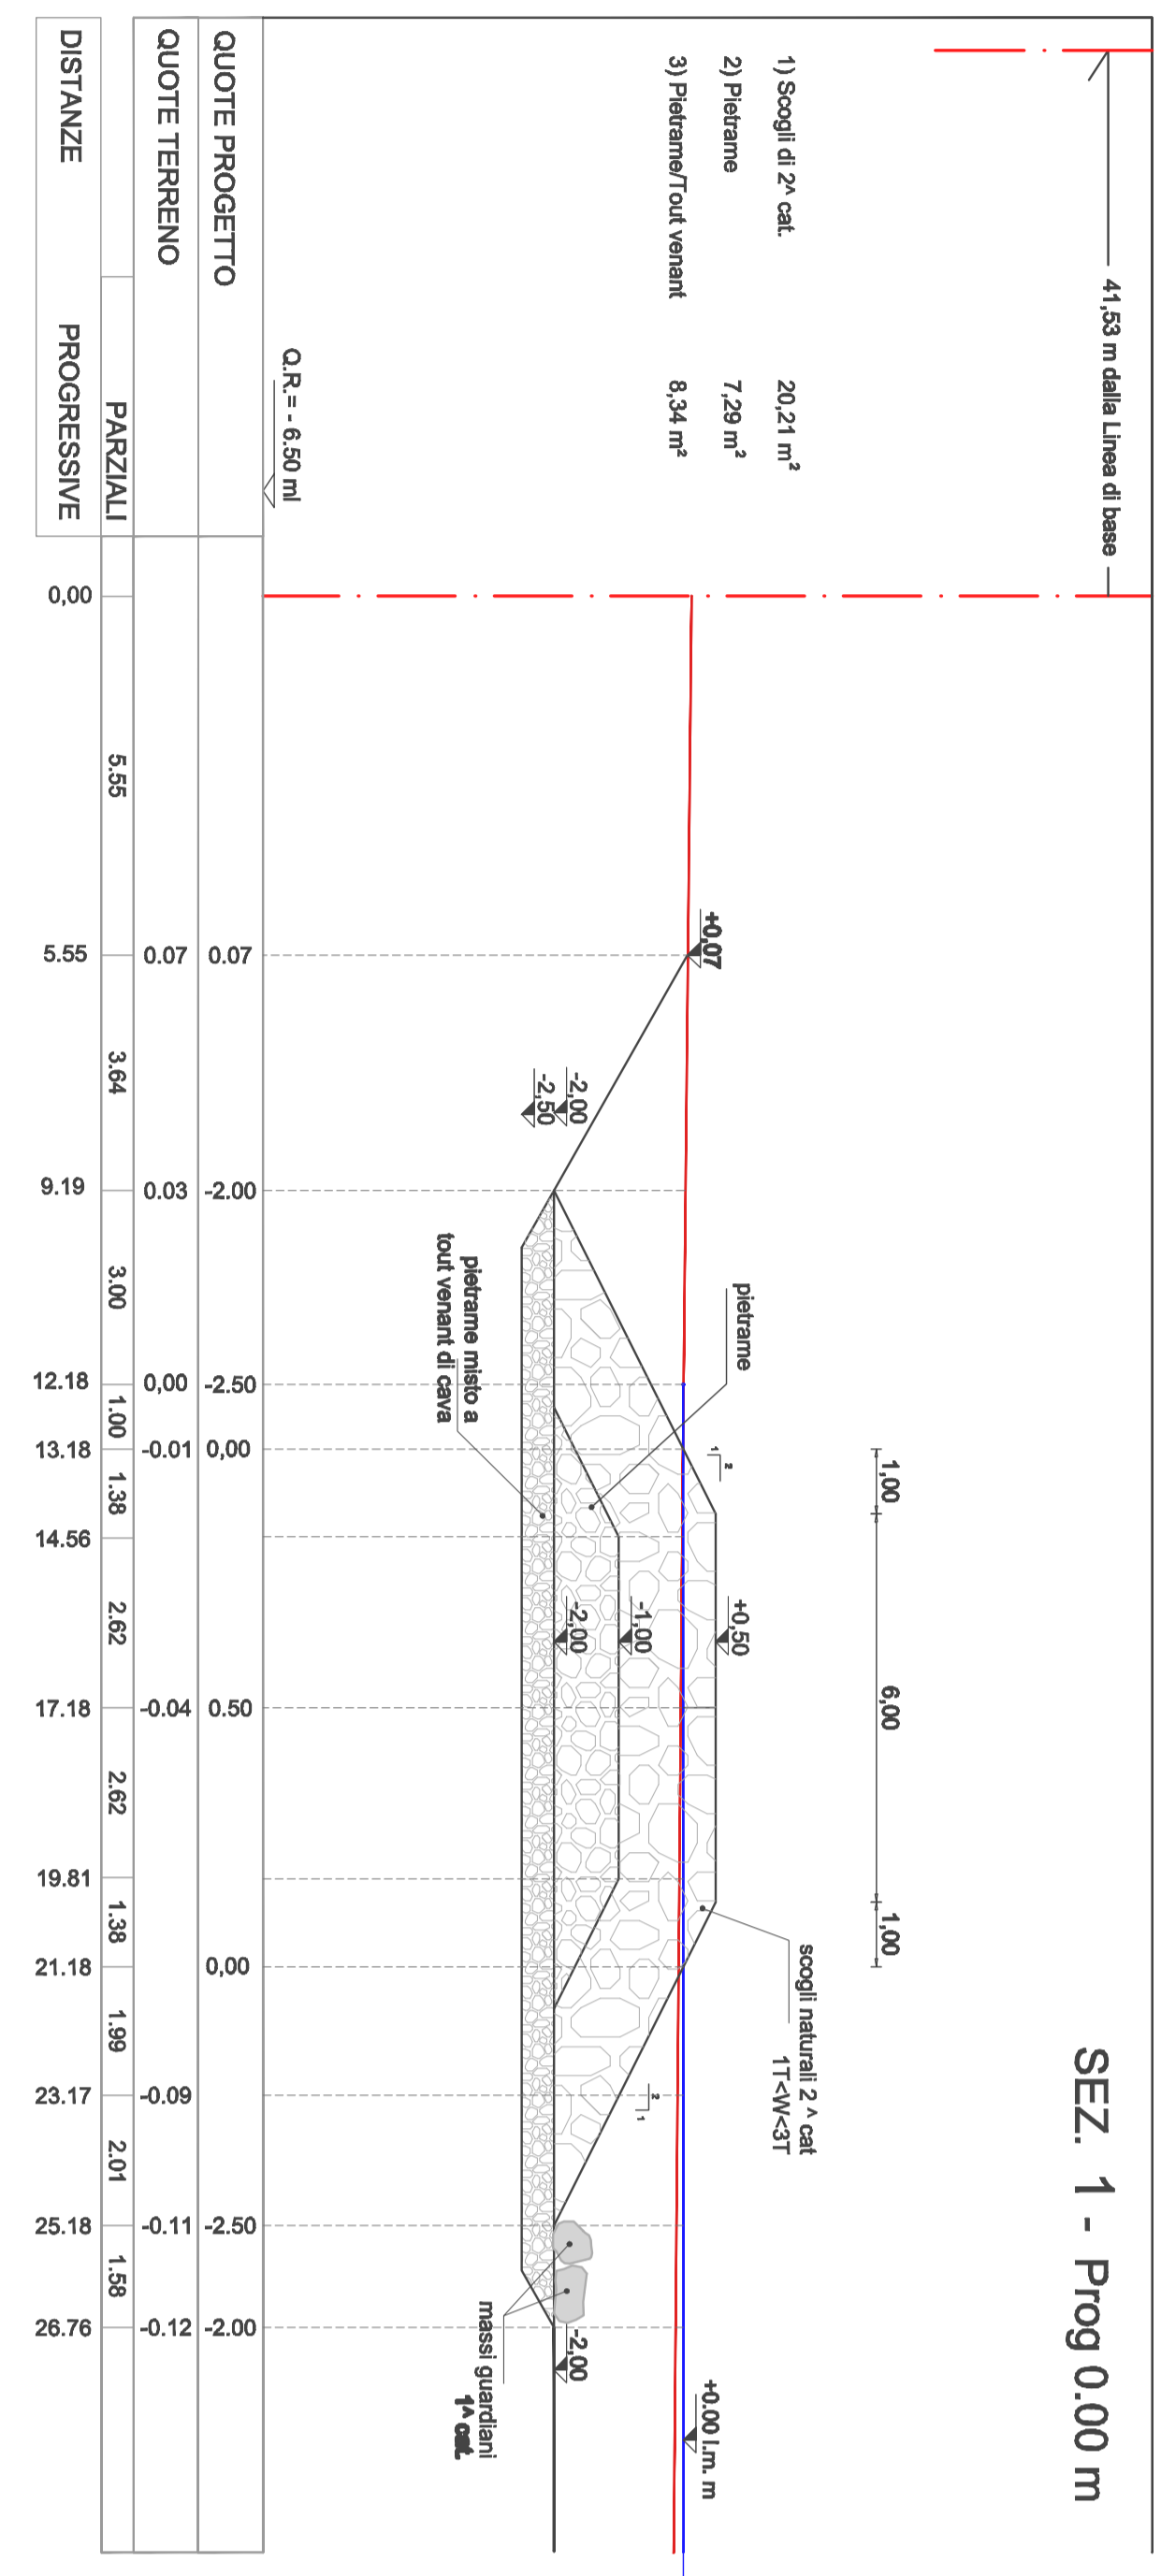 SEZ. 1 - Prog 0.00 m
41,53 m dalla Linea di base
1) Scogli di 2^ cat. 20,21 m²
2) Pietrame 7,29 m²
3) Pietrame/Tout venant 8,34 m²
1,00 6,00 1,00
scogli naturali 2 ^ cat
1T<W<3T
pietrame
+0,07
+0,50
+0.00 l.m. m
1 2
2 1
-1,00
-2,00
-2,50
-2,00
-2,00
pietrame misto a
tout venant di cava
massi guardiani
1^ cat.
Q.R.= - 6.50 ml
QUOTE PROGETTO 0.07 -2.00 -2.50 0,00 0.50 0,00 -2.50 -2.00
QUOTE TERRENO 0.07 0.03 0,00 -0.01 -0.04 -0.09 -0.11 -0.12
DISTANZE
PARZIALI 5.55 3.64 3.00 1.00 1.38 2.62 2.62 1.38 1.99 2.01 1.58
PROGRESSIVE 0,00 5.55 9.19 12.18 13.18 14.56 17.18 19.81 21.18 23.17 25.18 26.76